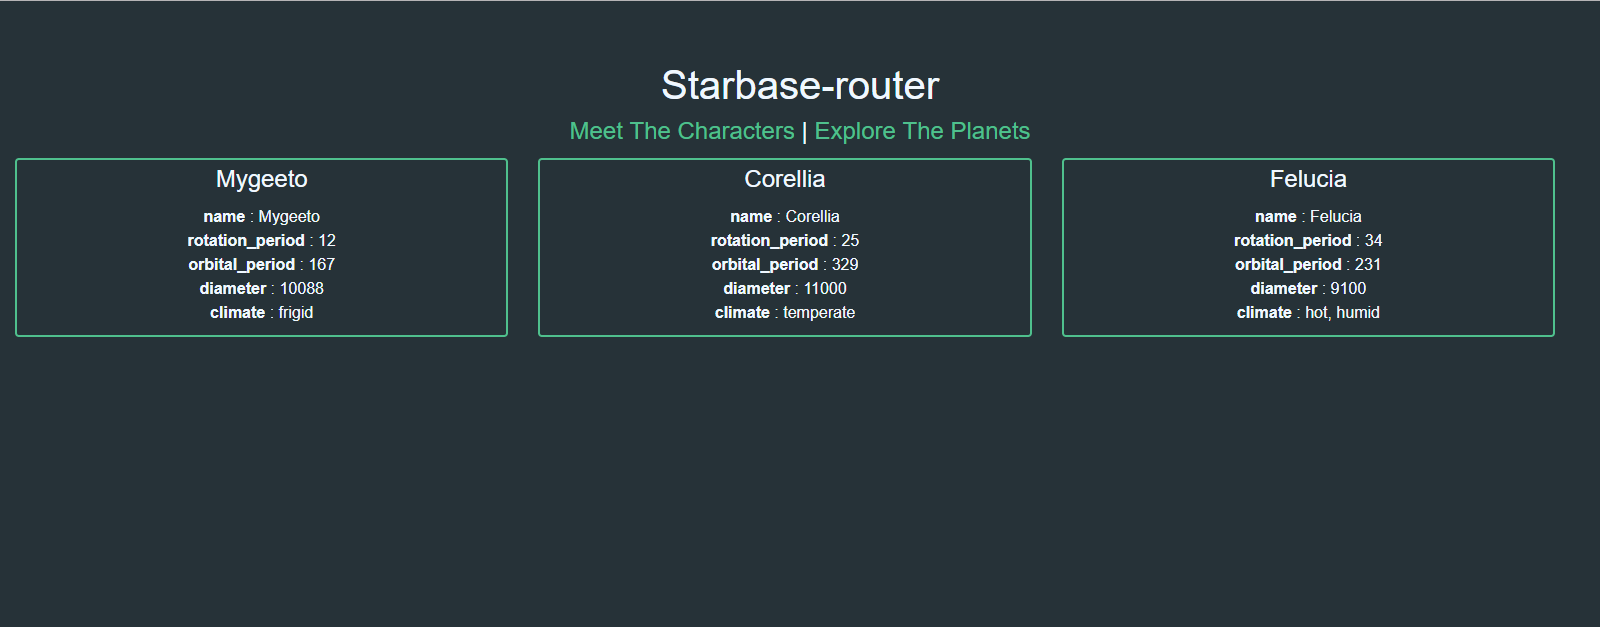 Starbase-router
Meet The Characters | Explore The Planets
Mygeeto
name : Mygeeto
rotation_period : 12
orbital_period : 167
diameter : 10088
climate : frigid
Corellia
name : Corellia
rotation_period : 25
orbital_period : 329
diameter : 11000
climate : temperate
Felucia
name : Felucia
rotation_period : 34
orbital_period : 231
diameter : 9100
climate : hot, humid